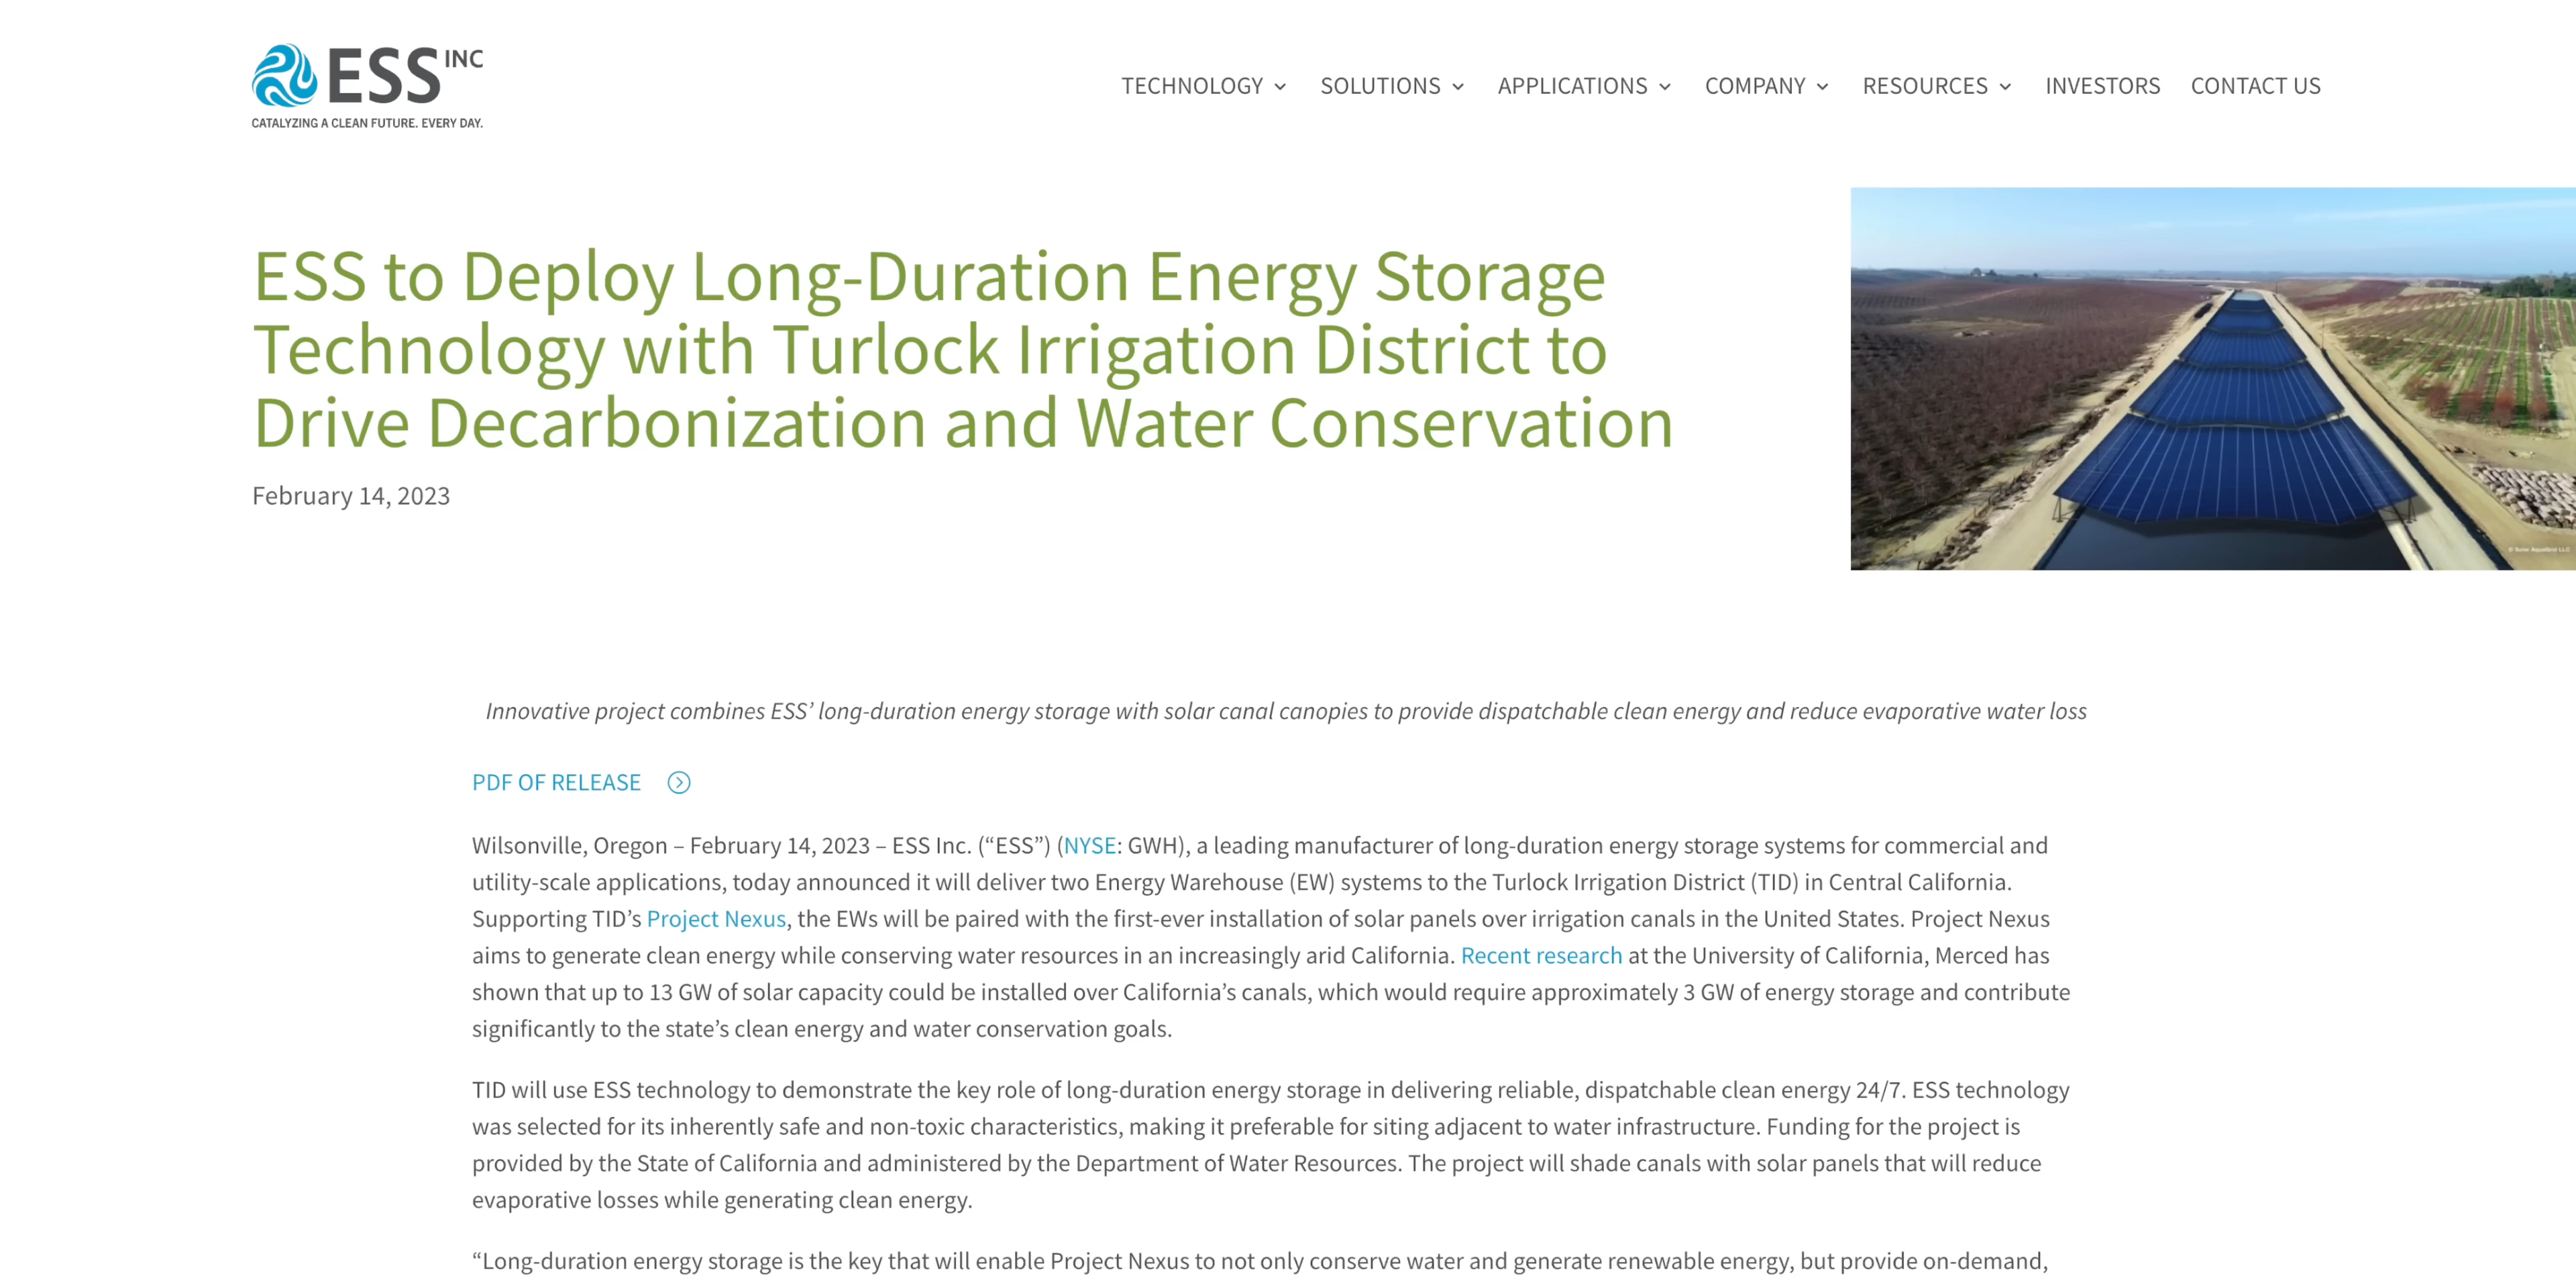 ESS INC
CATALYZING A CLEAN FUTURE. EVERY DAY.
TECHNOLOGY SOLUTIONS APPLICATIONS COMPANY RESOURCES INVESTORS CONTACT US
ESS to Deploy Long-Duration Energy Storage
Technology with Turlock Irrigation District to
Drive Decarbonization and Water Conservation
February 14, 2023
© Solar AquaGrid LLC
Innovative project combines ESS’ long-duration energy storage with solar canal canopies to provide dispatchable clean energy and reduce evaporative water loss
PDF OF RELEASE
Wilsonville, Oregon – February 14, 2023 – ESS Inc. (“ESS”) (NYSE: GWH), a leading manufacturer of long-duration energy storage systems for commercial and
utility-scale applications, today announced it will deliver two Energy Warehouse (EW) systems to the Turlock Irrigation District (TID) in Central California.
Supporting TID’s Project Nexus, the EWs will be paired with the first-ever installation of solar panels over irrigation canals in the United States. Project Nexus
aims to generate clean energy while conserving water resources in an increasingly arid California. Recent research at the University of California, Merced has
shown that up to 13 GW of solar capacity could be installed over California’s canals, which would require approximately 3 GW of energy storage and contribute
significantly to the state’s clean energy and water conservation goals.
TID will use ESS technology to demonstrate the key role of long-duration energy storage in delivering reliable, dispatchable clean energy 24/7. ESS technology
was selected for its inherently safe and non-toxic characteristics, making it preferable for siting adjacent to water infrastructure. Funding for the project is
provided by the State of California and administered by the Department of Water Resources. The project will shade canals with solar panels that will reduce
evaporative losses while generating clean energy.
“Long-duration energy storage is the key that will enable Project Nexus to not only conserve water and generate renewable energy, but provide on-demand,